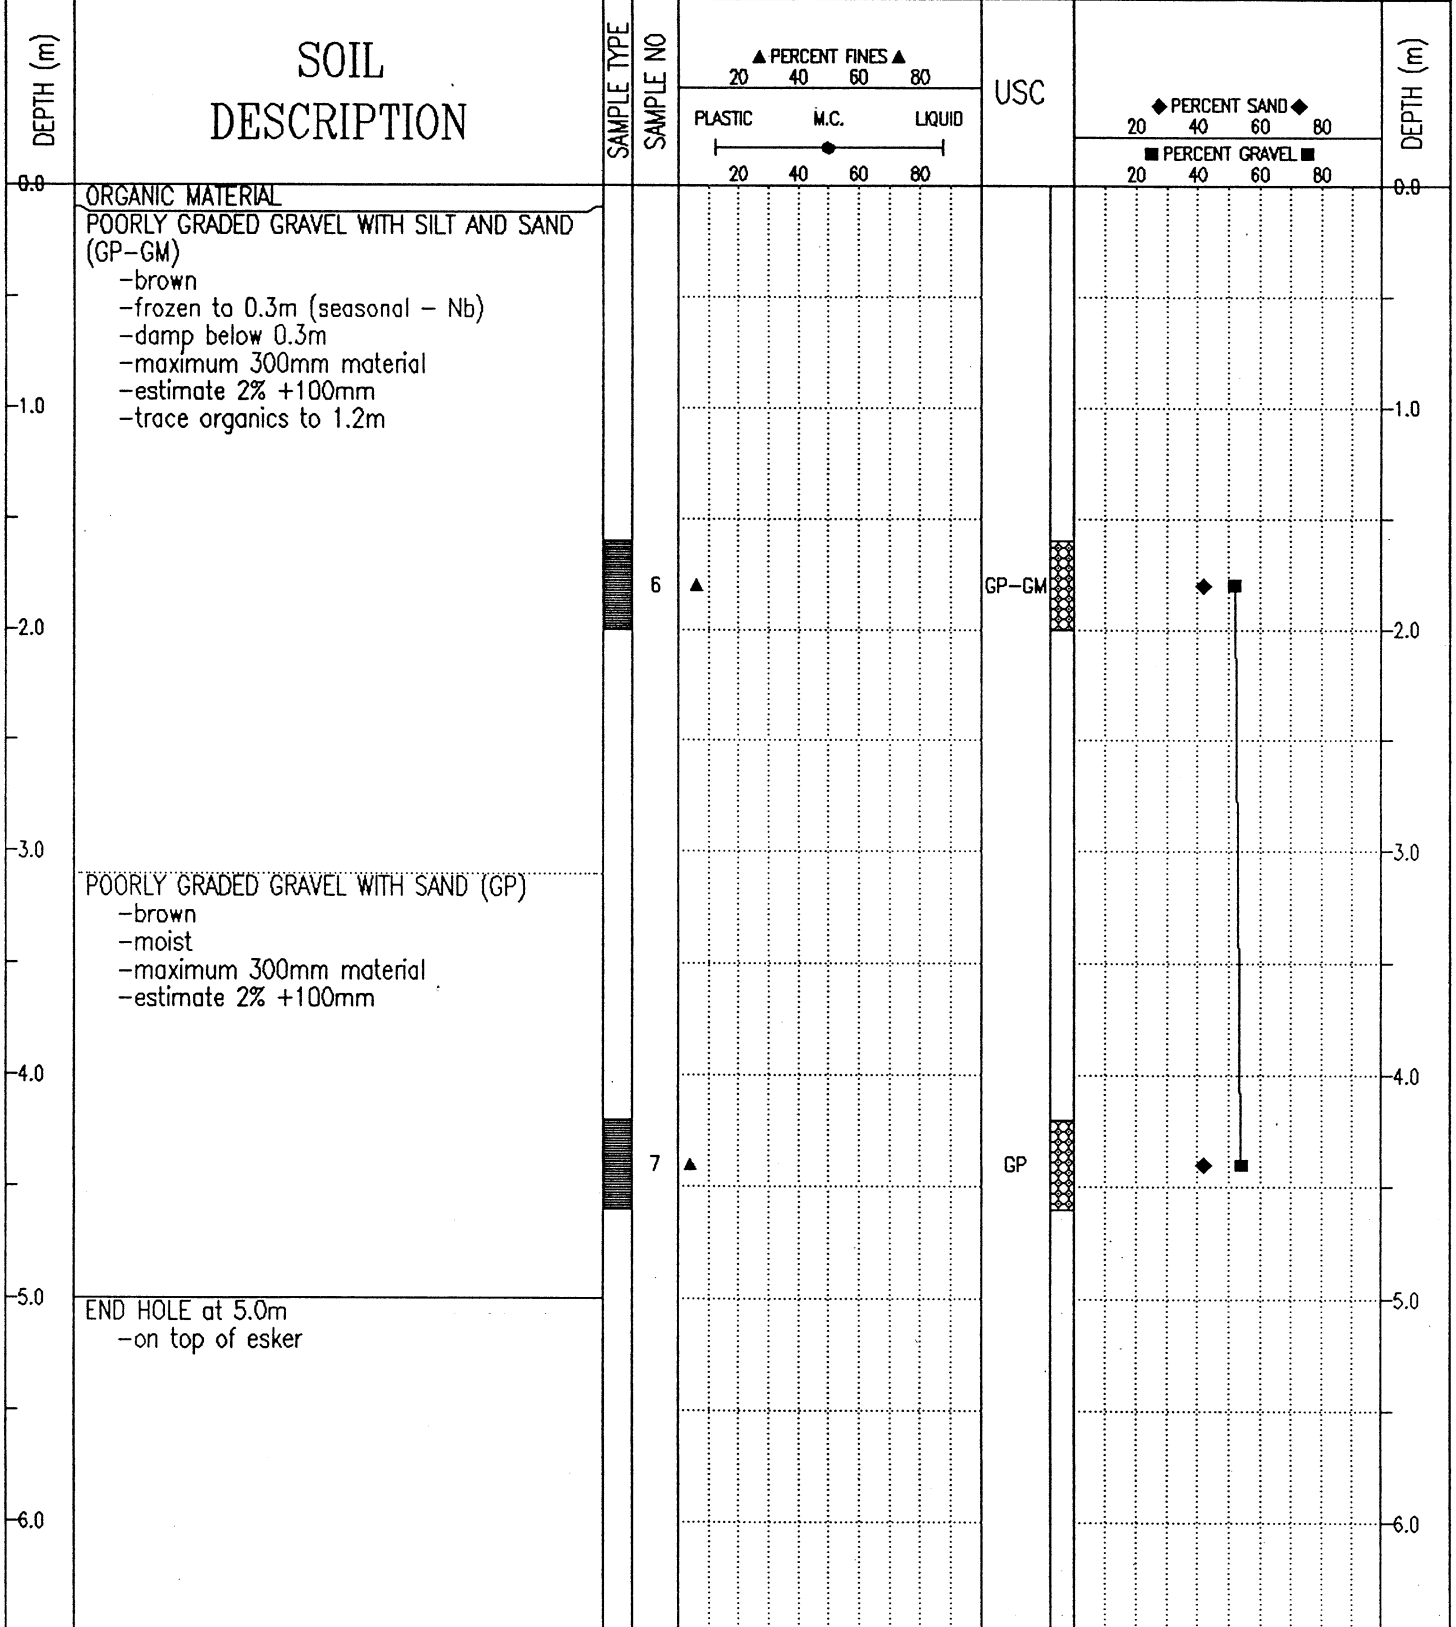 DEPTH (m)
SOIL
DESCRIPTION
SAMPLE TYPE
SAMPLE NO
▲ PERCENT FINES ▲
20 40 60 80
PLASTIC M.C. LIQUID
20 40 60 80
USC
◆ PERCENT SAND ◆
20 40 60 80
■ PERCENT GRAVEL ■
20 40 60 80
DEPTH (m)
0.0 0.0
ORGANIC MATERIAL
POORLY GRADED GRAVEL WITH SILT AND SAND
(GP-GM)
-brown
-frozen to 0.3m (seasonal - Nb)
-damp below 0.3m
-maximum 300mm material
-estimate 2% +100mm
1.0 1.0
-trace organics to 1.2m
6 GP-GM
2.0 2.0
3.0 3.0
POORLY GRADED GRAVEL WITH SAND (GP)
-brown
-moist
-maximum 300mm material
-estimate 2% +100mm
4.0 4.0
7 GP
5.0 5.0
END HOLE at 5.0m
-on top of esker
6.0 6.0